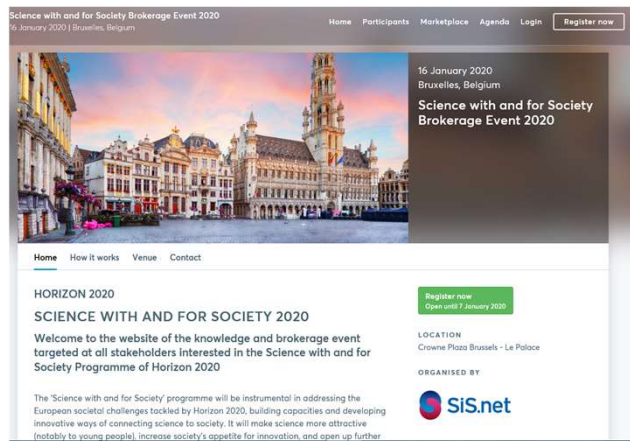 Science with and for Society Brokerage Event 2020
16 January 2020 | Bruxelles, Belgium
Home Participants Marketplace Agenda Login Register now
16 January 2020
Bruxelles, Belgium
Science with and for Society
Brokerage Event 2020
Home How it works Venue Contact
HORIZON 2020
SCIENCE WITH AND FOR SOCIETY 2020
Welcome to the website of the knowledge and brokerage event
targeted at all stakeholders interested in the Science with and for
Society Programme of Horizon 2020
The 'Science with and for Society' programme will be instrumental in addressing the
European societal challenges tackled by Horizon 2020, building capacities and developing
innovative ways of connecting science to society. It will make science more attractive
(notably to young people), increase society's appetite for innovation, and open up further
Register now
Open until 7 January 2020
LOCATION
Crowne Plaza Brussels - Le Palace
ORGANISED BY
SiS.net